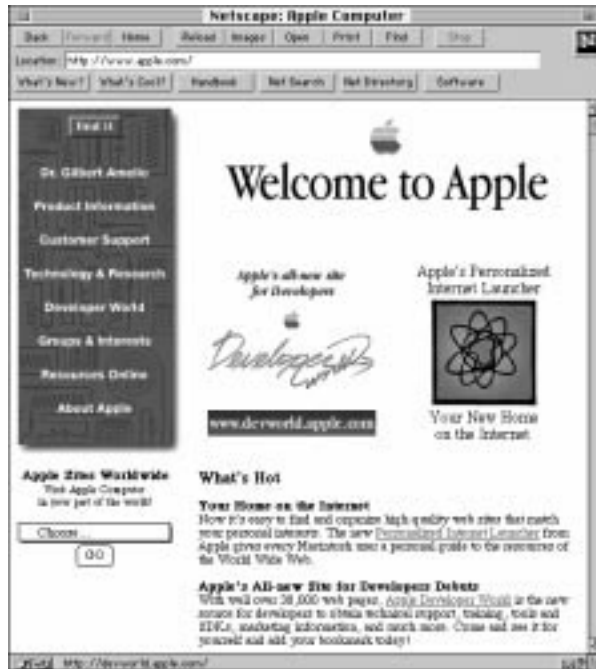 Netscape: Apple Computer
Back Forward Home Reload Images Open Print Find Stop
Location: http://www.apple.com/
What's New? What's Cool? Handbook Net Search Net Directory Software
Find It
Dr. Gilbert Amelio
Product Information
Customer Support
Technology & Research
Developer World
Groups & Interests
Resources Online
About Apple
Apple Sites Worldwide
Visit Apple Computer
in your part of the world!
Choose...
GO
Welcome to Apple
Apple's all-new site
for Developers
Developer World
www.devworld.apple.com
Apple's Personalized
Internet Launcher
Your New Home
on the Internet
What's Hot
Your Home on the Internet
Now it's easy to find and organize high quality web sites that match
your personal interests. The new Personalized Internet Launcher from
Apple gives every Macintosh user a personal guide to the resources of
the World Wide Web.
Apple's All-new Site for Developers Debuts
With well over 30,000 web pages, Apple Developer World is the new
source for developers to obtain technical support, training, tools and
SDKs, marketing information, and much more. Come and see it for
yourself and add your bookmark today!
http://devworld.apple.com/